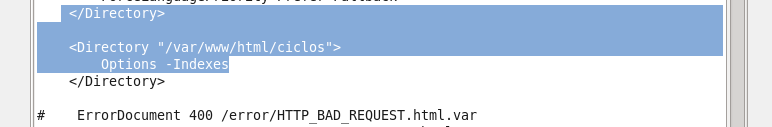 </Directory>
<Directory "/var/www/html/ciclos">
Options -Indexes
</Directory>
# ErrorDocument 400 /error/HTTP_BAD_REQUEST.html.var